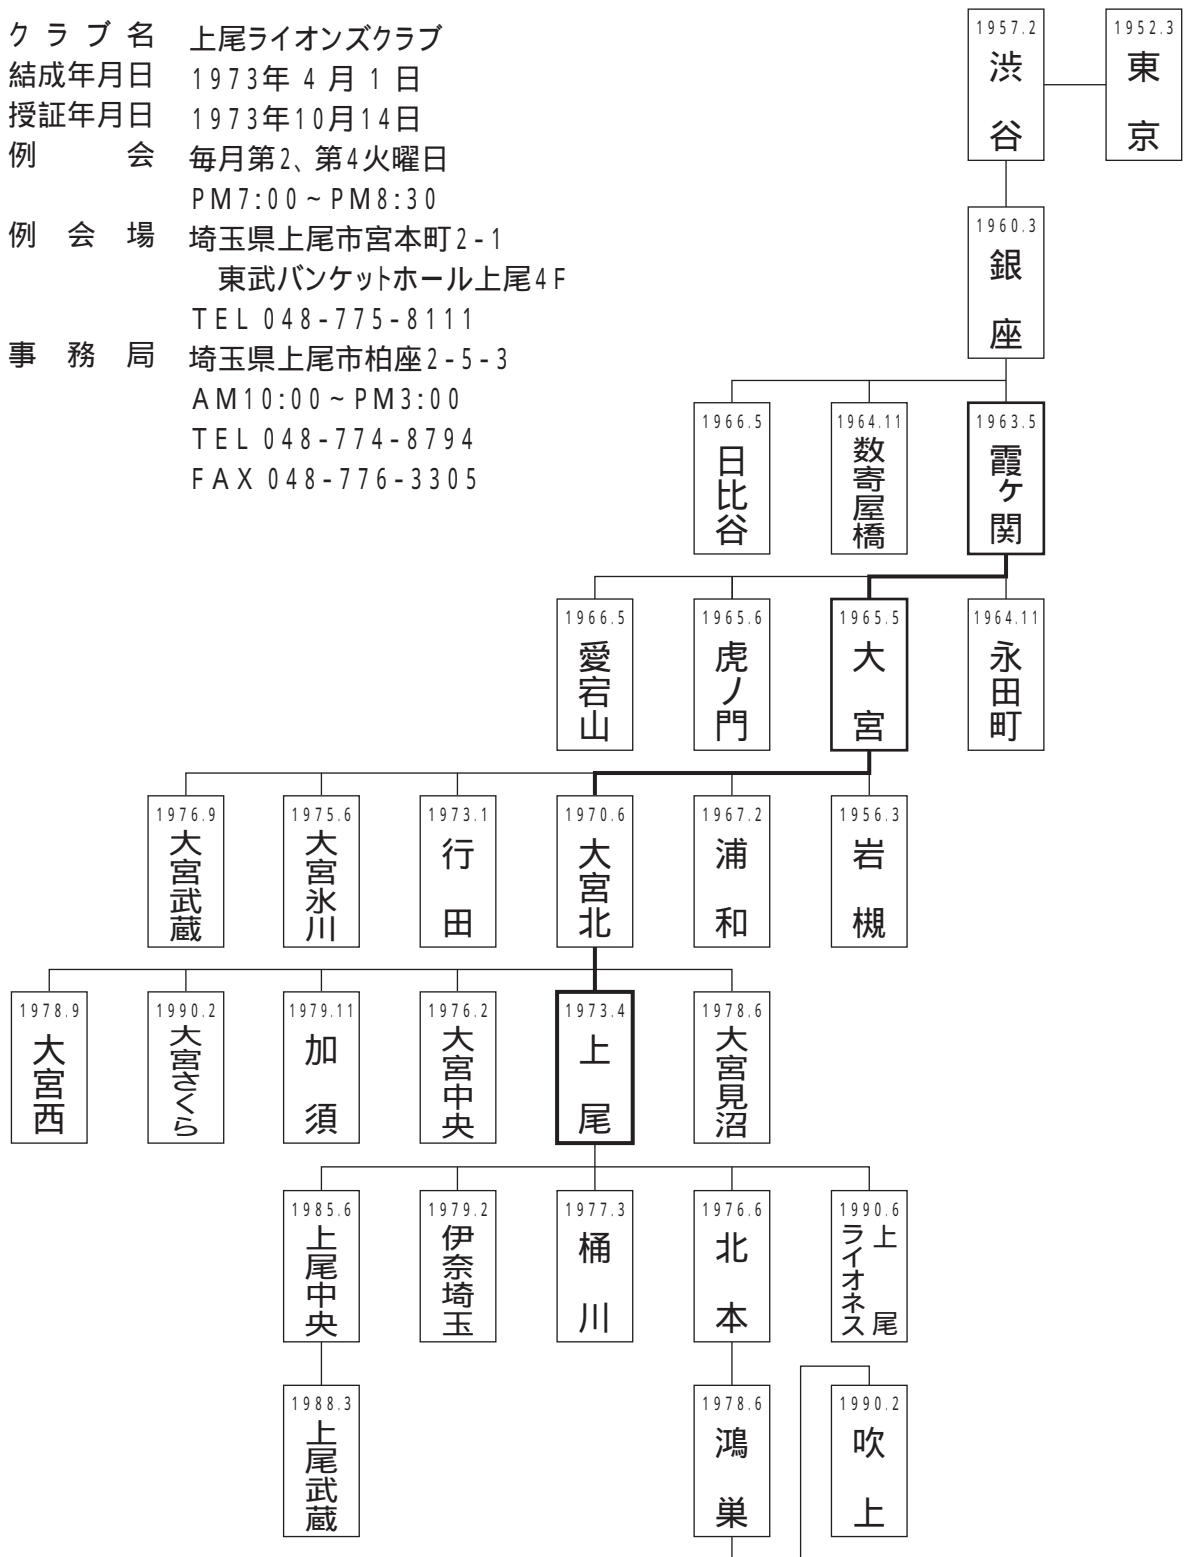 クラブ名 上尾ライオンズクラブ
結成年月日 1973年4月1日
授証年月日 1973年10月14日
例会 毎月第2、第4火曜日
PM7:00~PM8:30
例会場 埼玉県上尾市宮本町2-1
東武バンケットホール上尾4F
TEL 048-775-8111
事務局 埼玉県上尾市柏座2-5-3
AM10:00~PM3:00
TEL 048-774-8794
FAX 048-776-3305
1957.2
渋谷
1952.3
東京
1960.3
銀座
1966.5
日比谷
1964.11
数寄屋橋
1963.5
霞ヶ関
1966.5
愛宕山
1965.6
虎ノ門
1965.5
大宮
1964.11
永田町
1976.9
大宮武蔵
1975.6
大宮氷川
1973.1
行田
1970.6
大宮北
1967.2
浦和
1956.3
岩槻
1978.9
大宮西
1990.2
大宮さくら
1979.11
加須
1976.2
大宮中央
1973.4
上尾
1978.6
大宮見沼
1985.6
上尾中央
1979.2
伊奈埼玉
1977.3
桶川
1976.6
北本
1990.6
上尾
ライオネス
1988.3
上尾武蔵
1978.6
鴻巣
1990.2
吹上